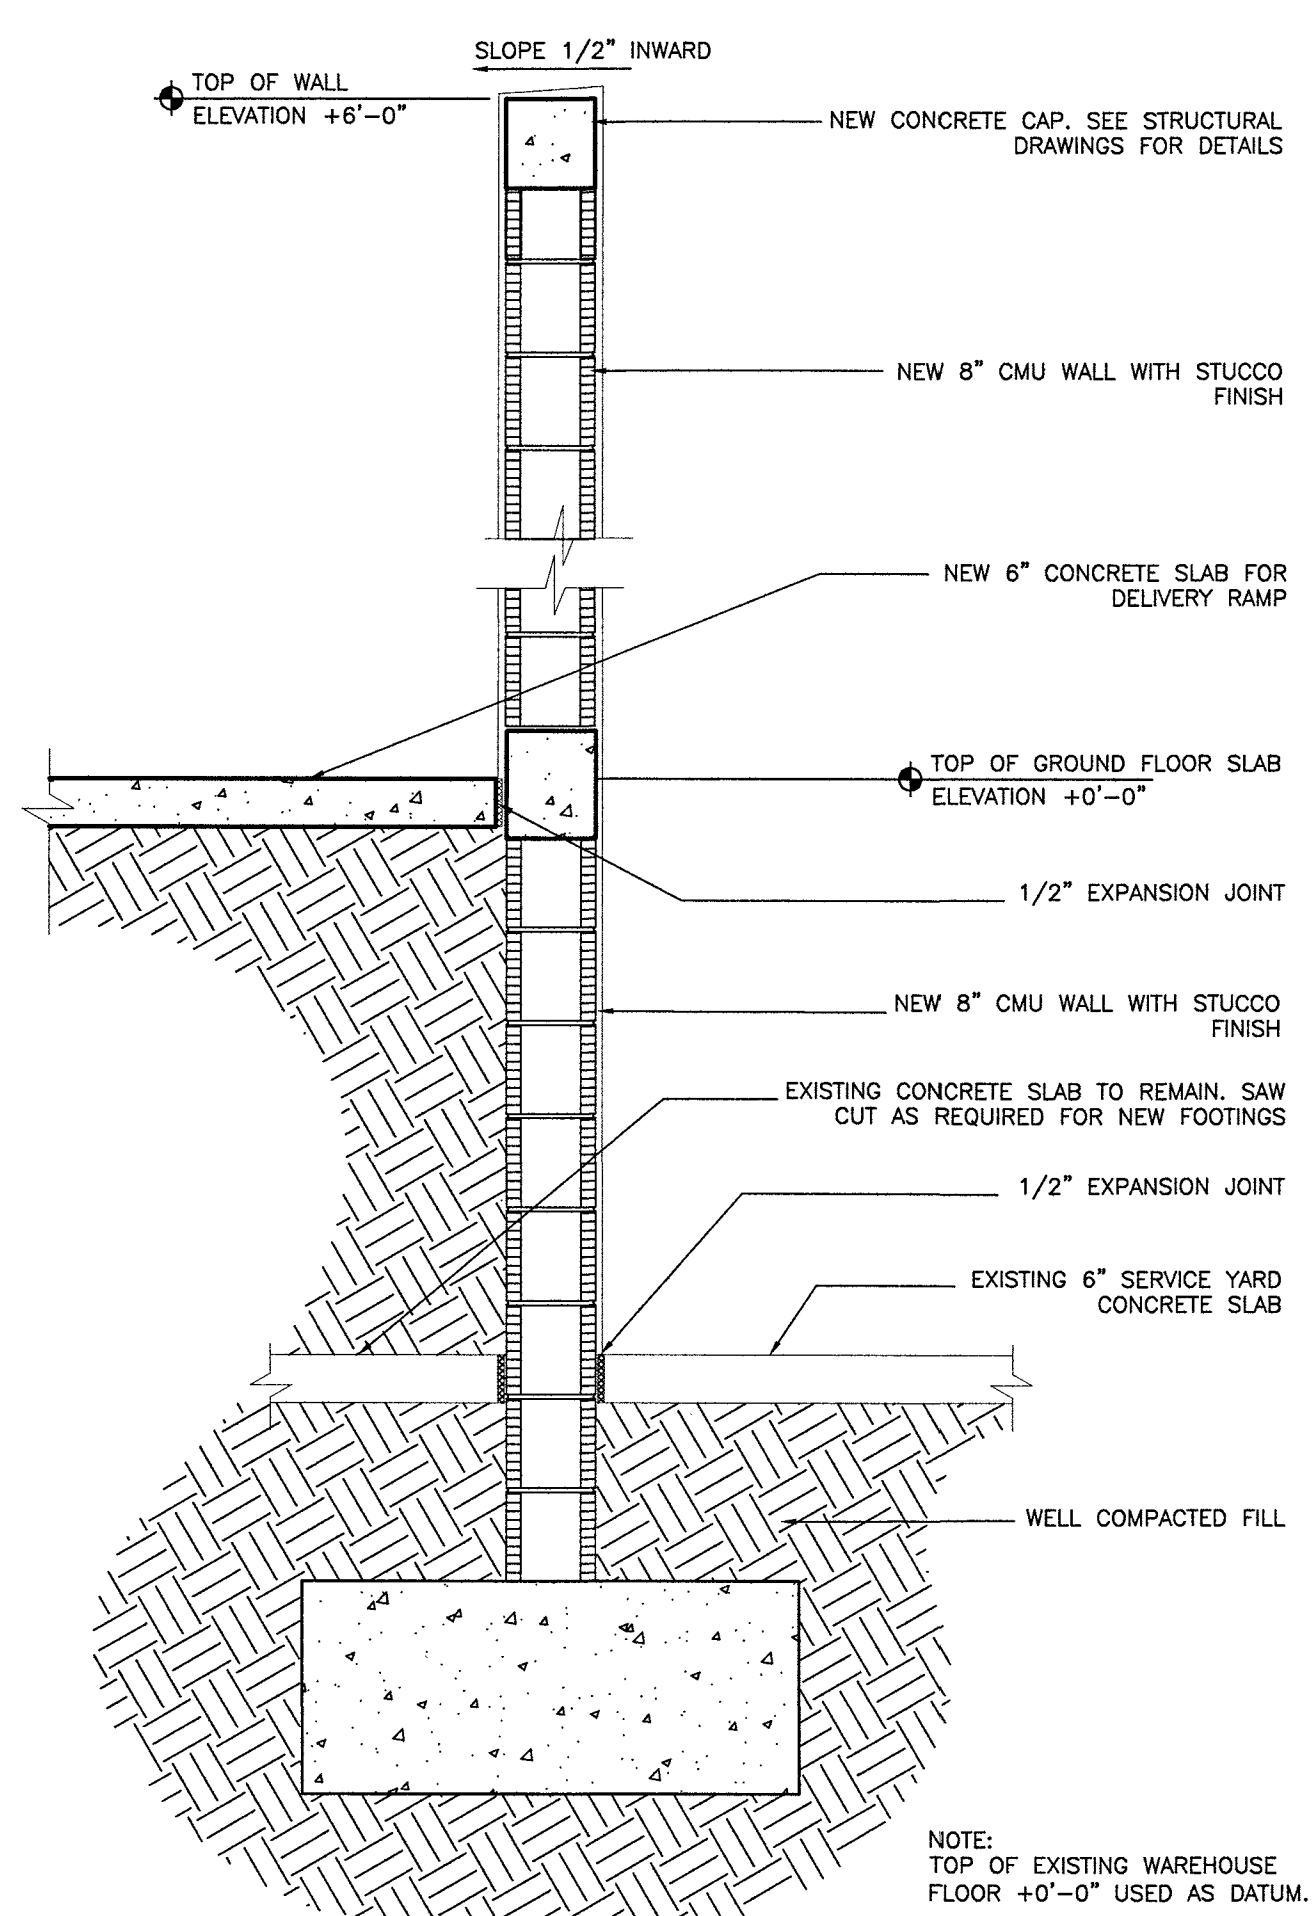 SLOPE 1/2" INWARD
TOP OF WALL
ELEVATION +6'-0"
NEW CONCRETE CAP. SEE STRUCTURAL
DRAWINGS FOR DETAILS
NEW 8" CMU WALL WITH STUCCO
FINISH
NEW 6" CONCRETE SLAB FOR
DELIVERY RAMP
TOP OF GROUND FLOOR SLAB
ELEVATION +0'-0"
1/2" EXPANSION JOINT
NEW 8" CMU WALL WITH STUCCO
FINISH
EXISTING CONCRETE SLAB TO REMAIN. SAW
CUT AS REQUIRED FOR NEW FOOTINGS
1/2" EXPANSION JOINT
EXISTING 6" SERVICE YARD
CONCRETE SLAB
WELL COMPACTED FILL
NOTE:
TOP OF EXISTING WAREHOUSE
FLOOR +0'-0" USED AS DATUM.